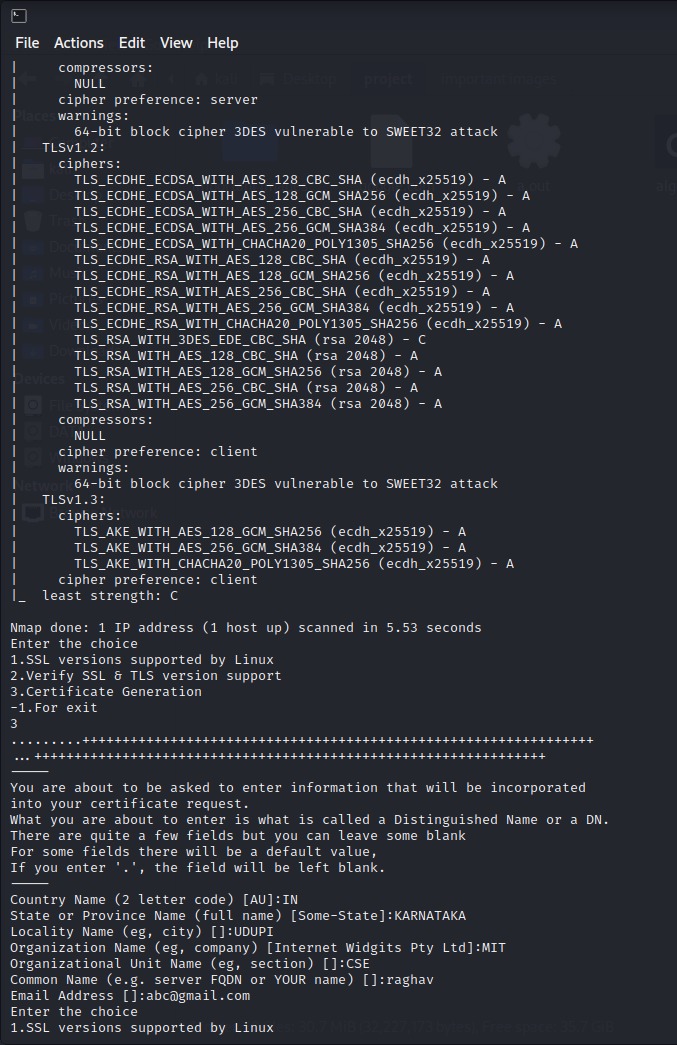 File Actions Edit View Help
|     compressors:
|       NULL
|     cipher preference: server
|     warnings:
|       64-bit block cipher 3DES vulnerable to SWEET32 attack
|   TLSv1.2:
|     ciphers:
|       TLS_ECDHE_ECDSA_WITH_AES_128_CBC_SHA (ecdh_x25519) - A
|       TLS_ECDHE_ECDSA_WITH_AES_128_GCM_SHA256 (ecdh_x25519) - A
|       TLS_ECDHE_ECDSA_WITH_AES_256_CBC_SHA (ecdh_x25519) - A
|       TLS_ECDHE_ECDSA_WITH_AES_256_GCM_SHA384 (ecdh_x25519) - A
|       TLS_ECDHE_ECDSA_WITH_CHACHA20_POLY1305_SHA256 (ecdh_x25519) - A
|       TLS_ECDHE_RSA_WITH_AES_128_CBC_SHA (ecdh_x25519) - A
|       TLS_ECDHE_RSA_WITH_AES_128_GCM_SHA256 (ecdh_x25519) - A
|       TLS_ECDHE_RSA_WITH_AES_256_CBC_SHA (ecdh_x25519) - A
|       TLS_ECDHE_RSA_WITH_AES_256_GCM_SHA384 (ecdh_x25519) - A
|       TLS_ECDHE_RSA_WITH_CHACHA20_POLY1305_SHA256 (ecdh_x25519) - A
|       TLS_RSA_WITH_3DES_EDE_CBC_SHA (rsa 2048) - C
|       TLS_RSA_WITH_AES_128_CBC_SHA (rsa 2048) - A
|       TLS_RSA_WITH_AES_128_GCM_SHA256 (rsa 2048) - A
|       TLS_RSA_WITH_AES_256_CBC_SHA (rsa 2048) - A
|       TLS_RSA_WITH_AES_256_GCM_SHA384 (rsa 2048) - A
|     compressors:
|       NULL
|     cipher preference: client
|     warnings:
|       64-bit block cipher 3DES vulnerable to SWEET32 attack
|   TLSv1.3:
|     ciphers:
|       TLS_AKE_WITH_AES_128_GCM_SHA256 (ecdh_x25519) - A
|       TLS_AKE_WITH_AES_256_GCM_SHA384 (ecdh_x25519) - A
|       TLS_AKE_WITH_CHACHA20_POLY1305_SHA256 (ecdh_x25519) - A
|     cipher preference: client
|_  least strength: C
Nmap done: 1 IP address (1 host up) scanned in 5.53 seconds
Enter the choice
1.SSL versions supported by Linux
2.Verify SSL & TLS version support
3.Certificate Generation
-1.For exit
3
.........++++++++++++++++++++++++++++++++++++++++++++++++++++++++++++++++
...++++++++++++++++++++++++++++++++++++++++++++++++++++++++++++++++
-----
You are about to be asked to enter information that will be incorporated
into your certificate request.
What you are about to enter is what is called a Distinguished Name or a DN.
There are quite a few fields but you can leave some blank
For some fields there will be a default value,
If you enter '.', the field will be left blank.
-----
Country Name (2 letter code) [AU]:IN
State or Province Name (full name) [Some-State]:KARNATAKA
Locality Name (eg, city) []:UDUPI
Organization Name (eg, company) [Internet Widgits Pty Ltd]:MIT
Organizational Unit Name (eg, section) []:CSE
Common Name (e.g. server FQDN or YOUR name) []:raghav
Email Address []:abc@gmail.com
Enter the choice
1.SSL versions supported by Linux